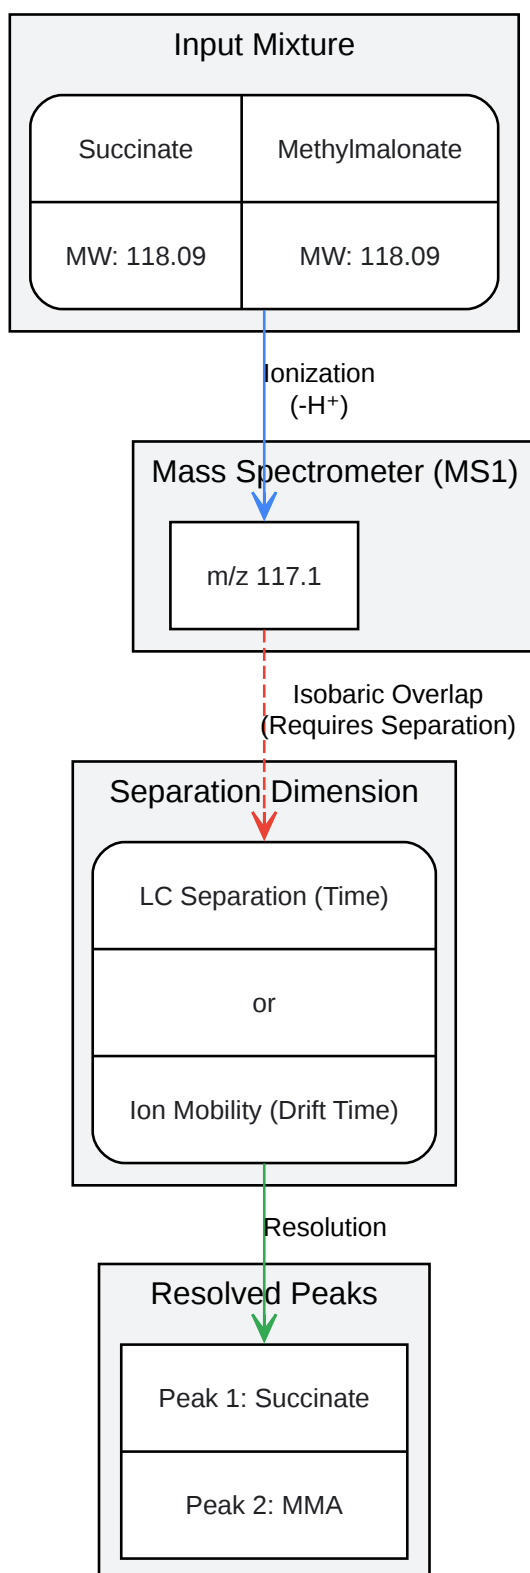 Input Mixture
Succinate
Methylmalonate
MW: 118.09
MW: 118.09
Ionization
(-H⁺)
Mass Spectrometer (MS1)
m/z 117.1
Isobaric Overlap
(Requires Separation)
Separation Dimension
LC Separation (Time)
or
Ion Mobility (Drift Time)
Resolution
Resolved Peaks
Peak 1: Succinate
Peak 2: MMA